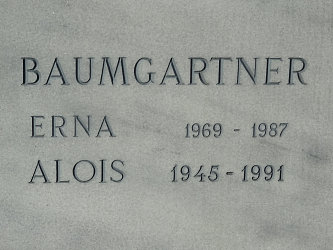 BAUMGARTNER
ERNA 1969 - 1987
ALOIS 1945 - 1991